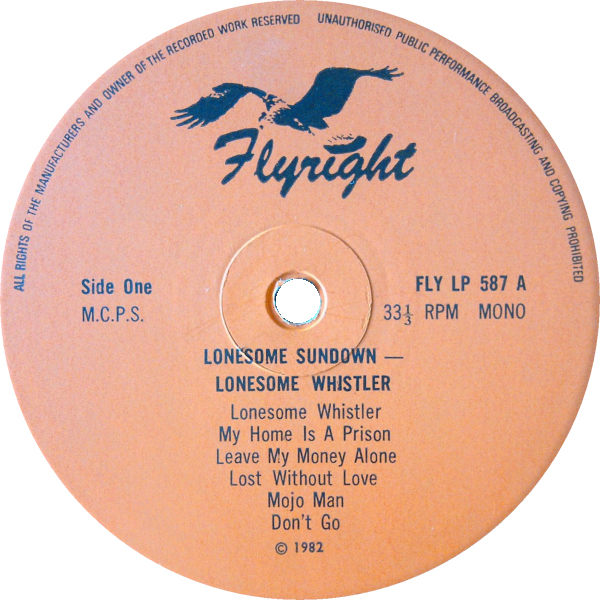 ALL RIGHTS OF THE MANUFACTURERS AND OWNER OF THE RECORDED WORK RESERVED UNAUTHORISED PUBLIC PERFORMANCE BROADCASTING AND COPYING PROHIBITED
Flyright
Side One FLY LP 587 A
M.C.P.S. 33⅓ RPM MONO
LONESOME SUNDOWN —
LONESOME WHISTLER
Lonesome Whistler
My Home Is A Prison
Leave My Money Alone
Lost Without Love
Mojo Man
Don't Go
© 1982